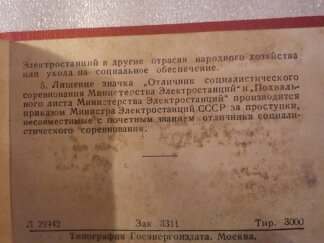 Электростанций в другие отрасли народного хозяйства
или ухода на социальное обеспечение.
5. Лишение значка „Отличник социалистического
соревнования Министерства Электростанций" и „Похваль-
ного листа Министерства Электростанций" производится
приказом Министра Электростанций СССР за проступки,
несовместимые с почетным званием отличника социали-
стического соревнования.
Л 29942 Зак 3311 Тир. 3000
Типография Госэнергоиздата. Москва.